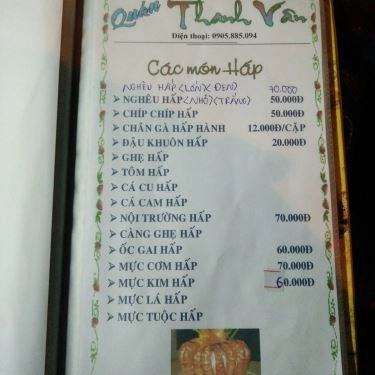 Quán Thanh Vân
Điện thoại: 0905.885.094
Các món Hấp
NGHÊU HẤP (LỚN)( ĐEN) 70.000
➢ NGHÊU HẤP (NHỎ) (TRẮNG) 50.000Đ
➢ CHÍP CHÍP HẤP 50.000Đ
➢ CHÂN GÀ HẤP HÀNH 12.000Đ/CẶP
➢ ĐẬU KHUÔN HẤP 20.000Đ
➢ GHẸ HẤP
➢ TÔM HẤP
➢ CÁ CU HẤP
➢ CÁ CAM HẤP
➢ NỘI TRƯỜNG HẤP 70.000Đ
➢ CÀNG GHẸ HẤP
➢ ỐC GAI HẤP 60.000Đ
➢ MỰC CƠM HẤP 70.000Đ
➢ MỰC KIM HẤP 60.000Đ
➢ MỰC LÁ HẤP
➢ MỰC TUỘC HẤP